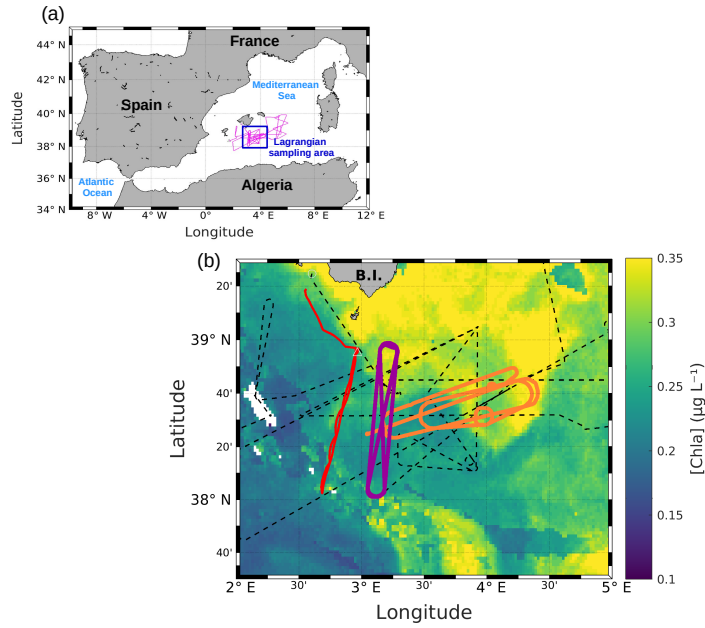 (a)
44° N
42° N
40° N
38° N
36° N
34° N
Latitude
France
Mediterranean
Sea
Spain
Lagrangian
sampling area
Atlantic
Ocean
Algeria
8° W
4° W
0°
4° E
8° E
12° E
Longitude
(b)
B.I.
20'
39° N
40'
20'
38° N
40'
Latitude
2° E
30'
3° E
30'
4° E
30'
5° E
Longitude
0.35
0.3
0.25
0.2
0.15
0.1
[Chla] (µg L⁻¹)